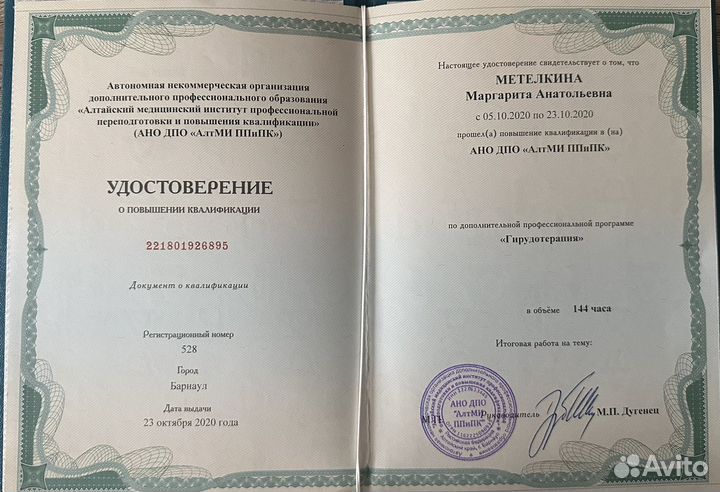 Автономная некоммерческая организация
дополнительного профессионального образования
«Алтайский медицинский институт профессиональной
переподготовки и повышения квалификации»
(АНО ДПО «АлтМИ ППиПК»)
УДОСТОВЕРЕНИЕ
О ПОВЫШЕНИИ КВАЛИФИКАЦИИ
221801926895
Документ о квалификации
Регистрационный номер
528
Город
Барнаул
Дата выдачи
23 октября 2020 года
Настоящее удостоверение свидетельствует о том, что
МЕТЕЛКИНА
Маргарита Анатольевна
с 05.10.2020 по 23.10.2020
прошел(а) повышение квалификации в (на)
АНО ДПО «АлтМИ ППиПК»
по дополнительной профессиональной программе
«Гирудотерапия»
в объёме 144 часа
Итоговая работа на тему:
АНО ДПО
"АлтМИ
ППиПК"
Руководитель М.П. Дугенец
Avito